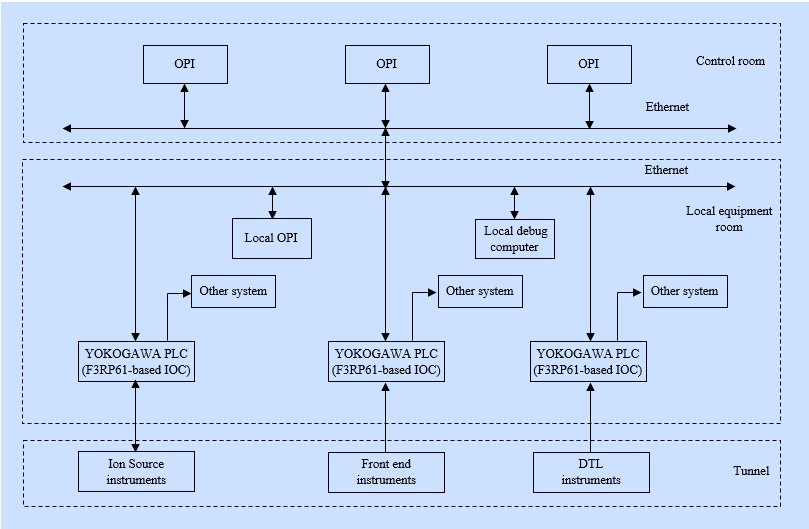 OPI
OPI
OPI
Control room
Ethernet
Ethernet
Local equipment
room
Local OPI
Local debug
computer
Other system
Other system
Other system
YOKOGAWA PLC
(F3RP61-based IOC)
YOKOGAWA PLC
(F3RP61-based IOC)
YOKOGAWA PLC
(F3RP61-based IOC)
Ion Source
instruments
Front end
instruments
DTL
instruments
Tunnel